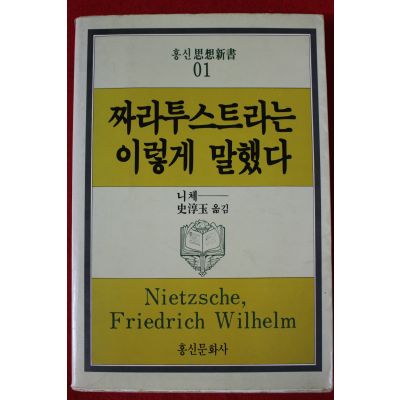 홍신 思想新書
01
짜라투스트라는
이렇게 말했다
니체
史淳玉 옮김
Nietzsche,
Friedrich Wilhelm
홍신문화사